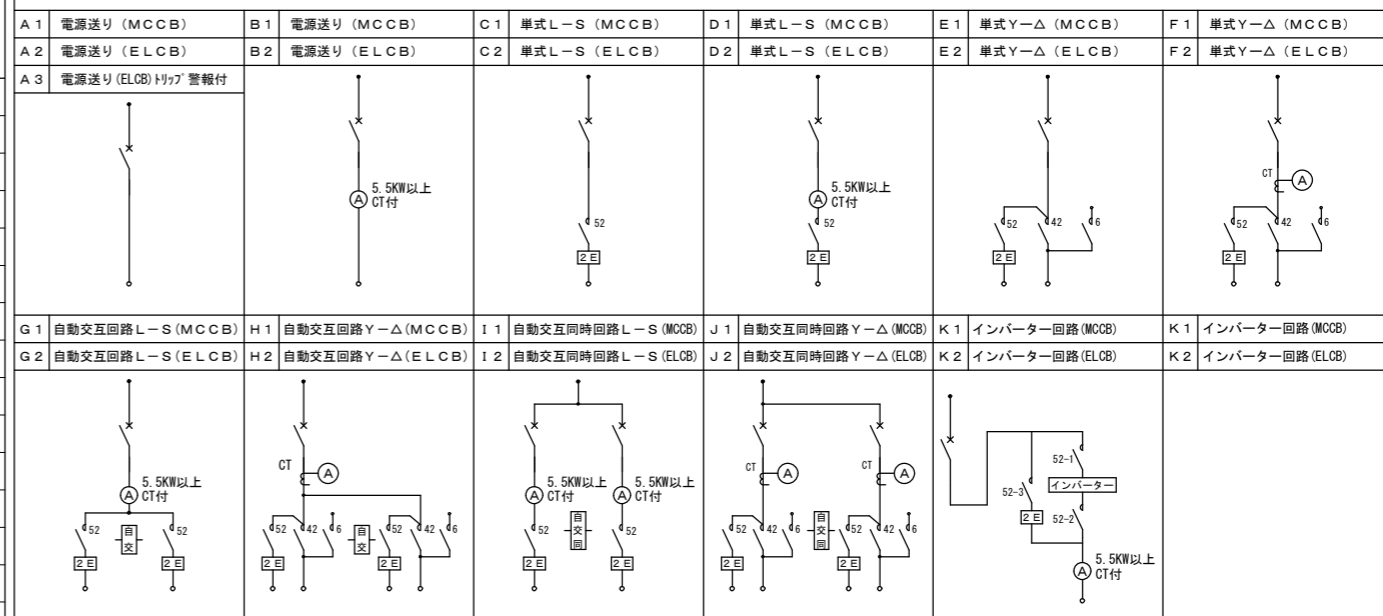 A1 電源送り(MCCB) B1 電源送り(MCCB) C1 単式L－S(MCCB) D1 単式L－S(MCCB) E1 単式Y－△(MCCB) F1 単式Y－△(MCCB)
A2 電源送り(ELCB) B2 電源送り(ELCB) C2 単式L－S(ELCB) D2 単式L－S(ELCB) E2 単式Y－△(ELCB) F2 単式Y－△(ELCB)
A3 電源送り(ELCB)トリップ警報付
A 5.5KW以上
CT付
52
2E
A 5.5KW以上
CT付
52
2E
52 42 6
2E
CT A
52 42 6
2E
G1 自動交互回路L－S(MCCB) H1 自動交互回路Y－△(MCCB) I1 自動交互同時回路L－S(MCCB) J1 自動交互同時回路Y－△(MCCB) K1 インバーター回路(MCCB) K1 インバーター回路(MCCB)
G2 自動交互回路L－S(ELCB) H2 自動交互回路Y－△(ELCB) I2 自動交互同時回路L－S(ELCB) J2 自動交互同時回路Y－△(ELCB) K2 インバーター回路(ELCB) K2 インバーター回路(ELCB)
A 5.5KW以上
CT付
52 自交 52
2E 2E
CT A
52 42 6 自交 52 42 6
2E 2E
A 5.5KW以上
CT付
A 5.5KW以上
CT付
52 自交同 52
2E 2E
CT A CT A
52 42 6 自交同 52 42 6
2E 2E
52-1
インバーター
52-3
2E
52-2
A 5.5KW以上
CT付